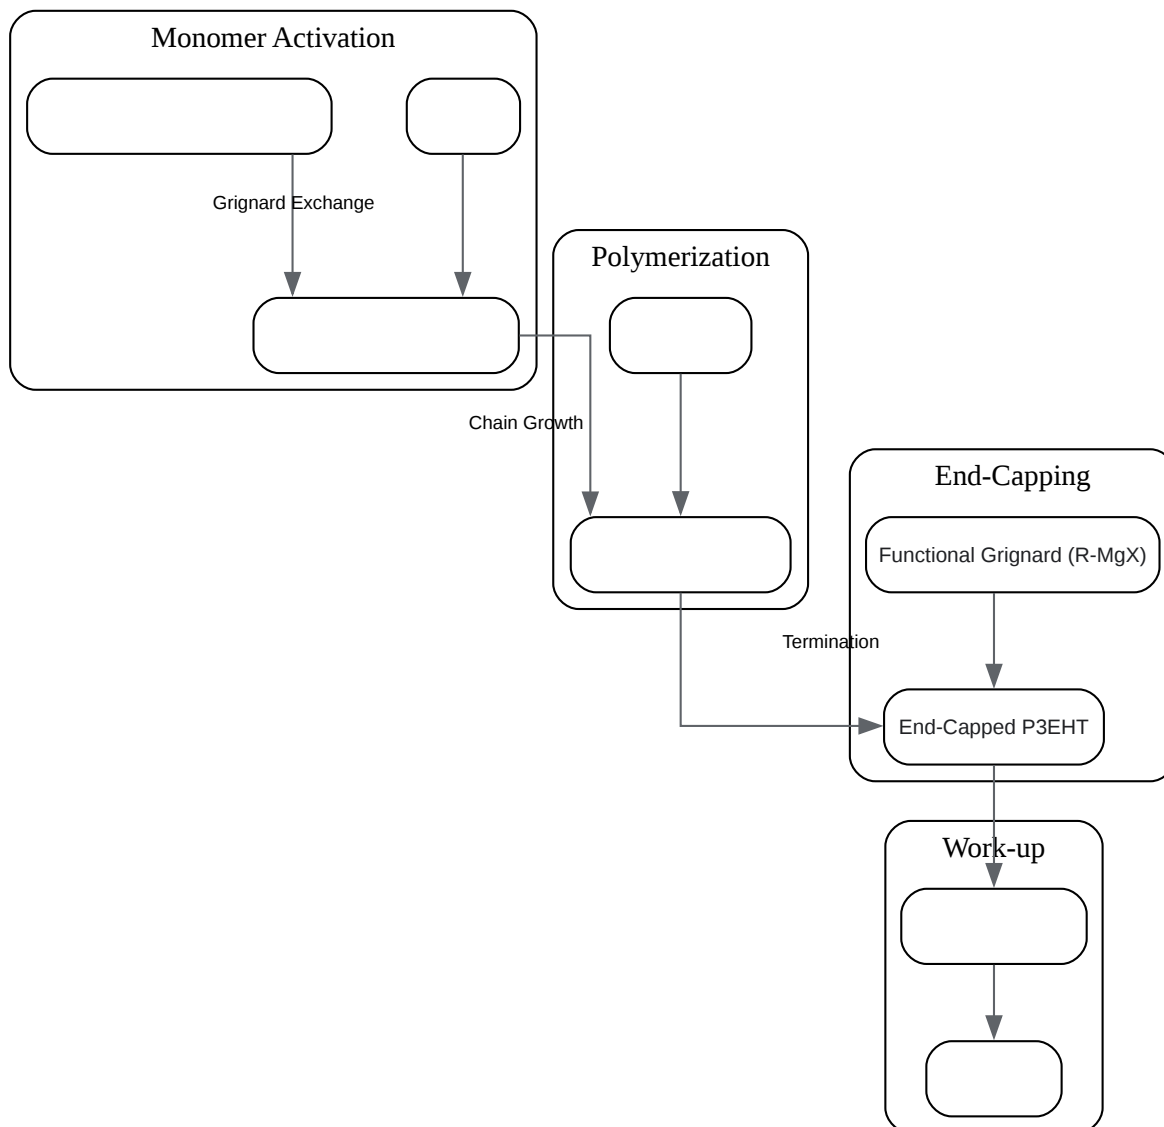 Monomer Activation
Grignard Exchange
Polymerization
Chain Growth
End-Capping
Functional Grignard (R-MgX)
Termination
End-Capped P3EHT
Work-up